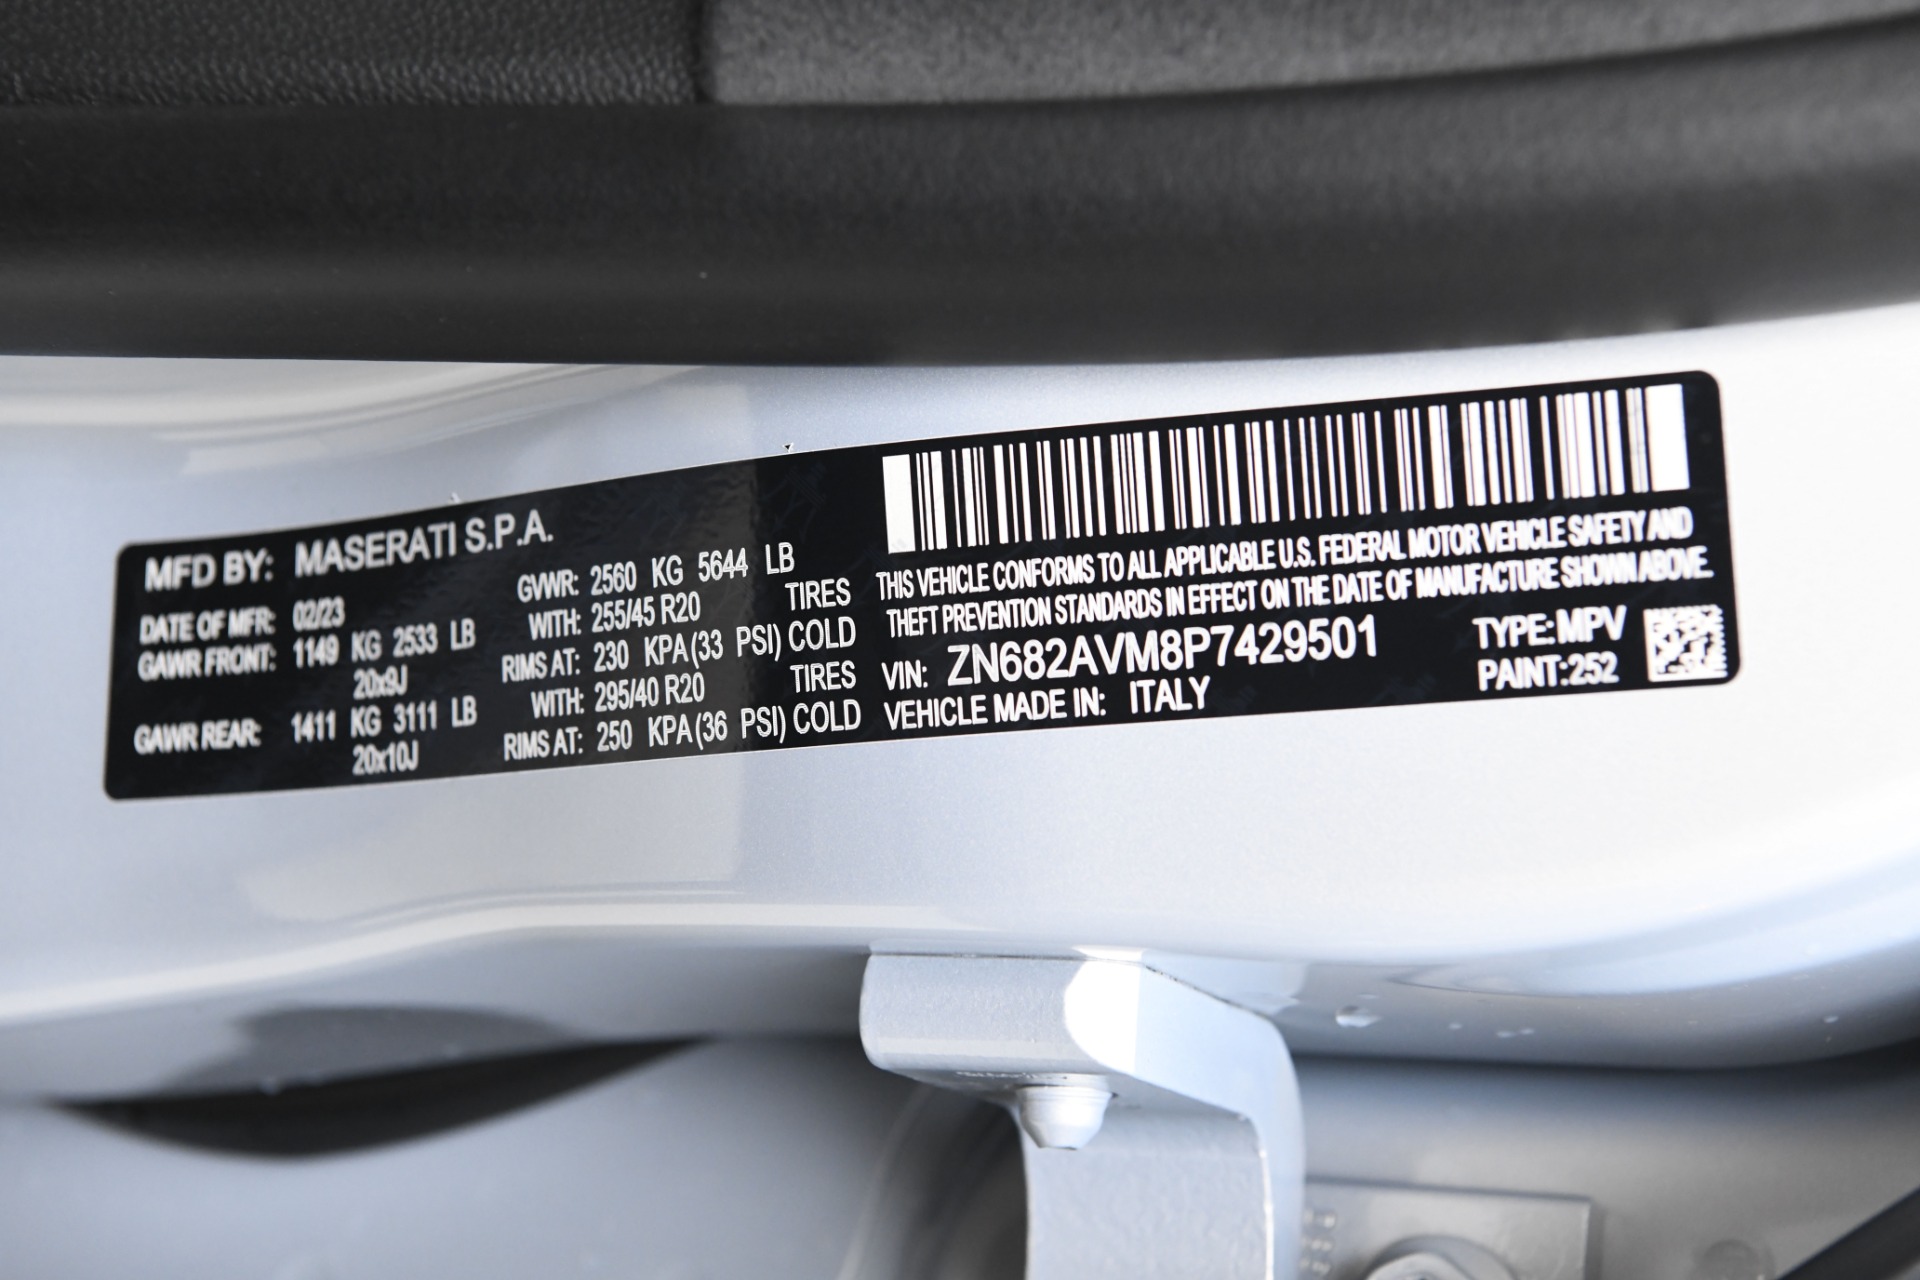 MFD BY: MASERATI S.P.A.
DATE OF MFR: 02/23 GVWR: 2560 KG 5644 LB
GAWR FRONT: 1149 KG 2533 LB WITH: 255/45 R20 TIRES
20x9J RIMS AT: 230 KPA (33 PSI) COLD
GAWR REAR: 1411 KG 3111 LB WITH: 295/40 R20 TIRES
20x10J RIMS AT: 250 KPA (36 PSI) COLD
THIS VEHICLE CONFORMS TO ALL APPLICABLE U.S. FEDERAL MOTOR VEHICLE SAFETY AND
THEFT PREVENTION STANDARDS IN EFFECT ON THE DATE OF MANUFACTURE SHOWN ABOVE.
VIN: ZN682AVM8P7429501 TYPE: MPV
VEHICLE MADE IN: ITALY PAINT: 252